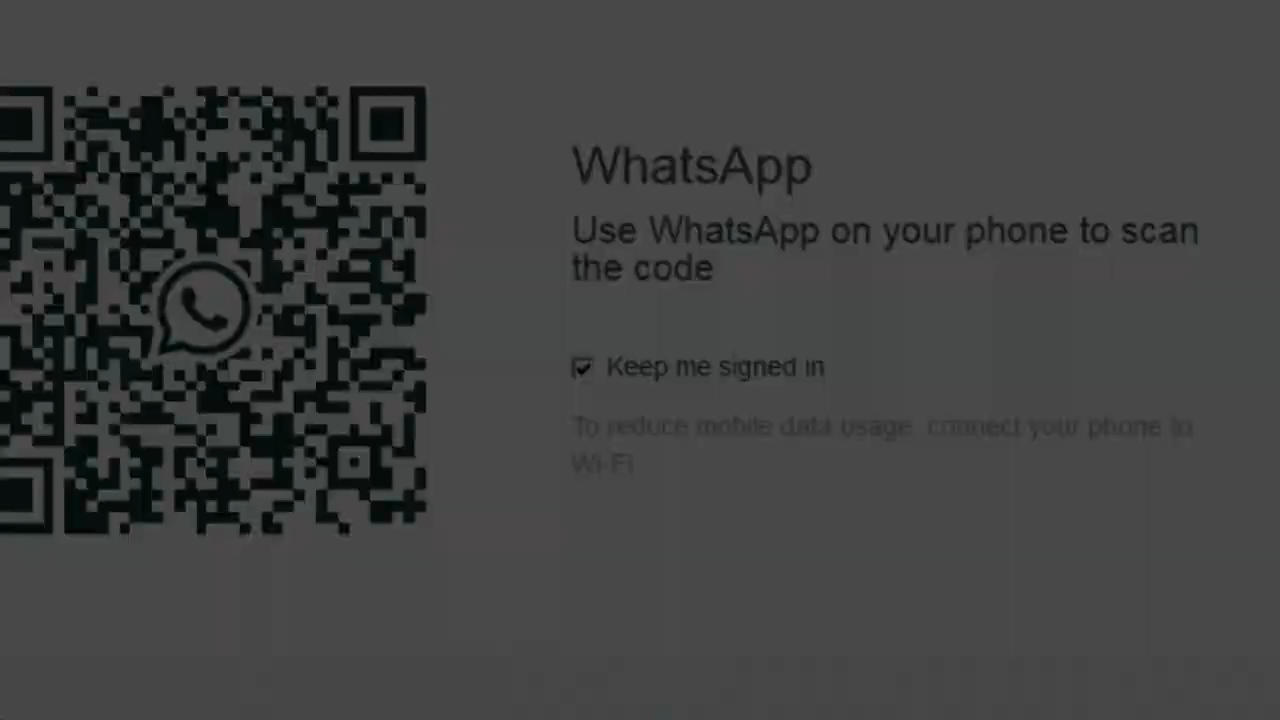 WhatsApp
Use WhatsApp on your phone to scan
the code
Keep me signed in
To reduce mobile data usage, connect your phone to
Wi-Fi